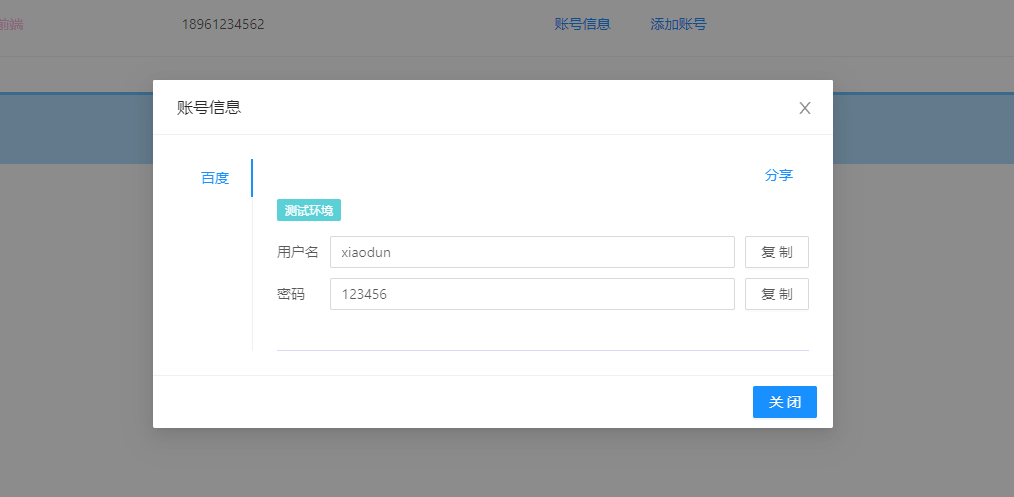 前端 18961234562 账号信息 添加账号
账号信息
百度 分享
测试环境
用户名 xiaodun 复 制
密码 123456 复 制
关 闭